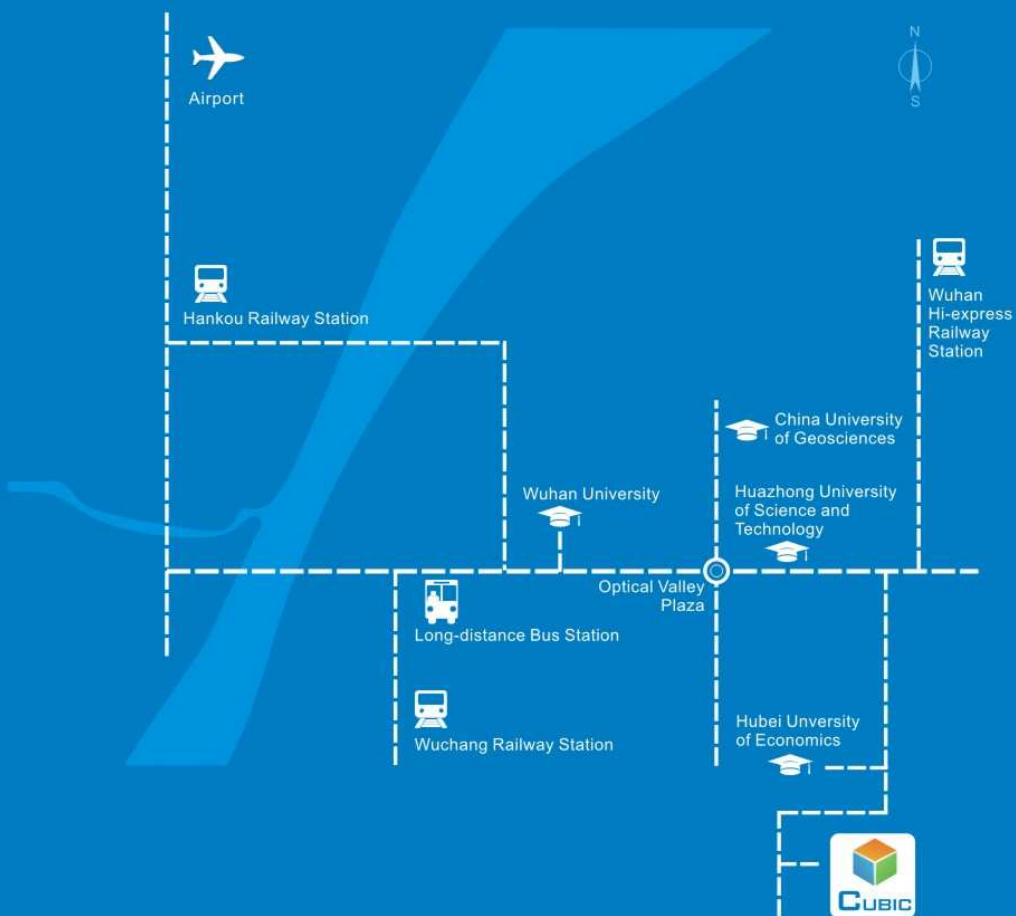 N
S
Airport
Hankou Railway Station
Wuhan
Hi-express
Railway
Station
China University
of Geosciences
Wuhan University
Huazhong University
of Science and
Technology
Optical Valley
Plaza
Long-distance Bus Station
Wuchang Railway Station
Hubei Unversity
of Economics
CUBIC